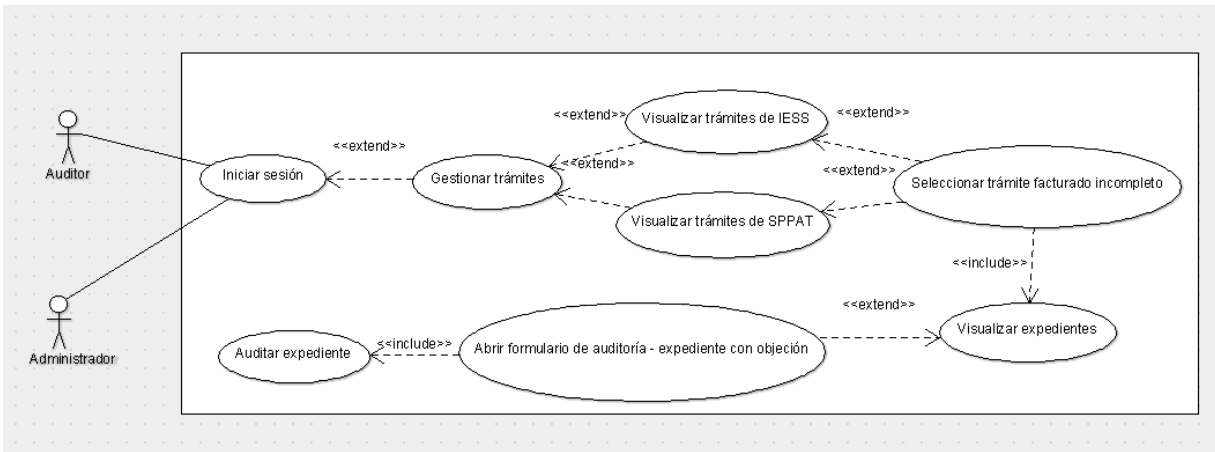 <<extend>>
Visualizar trámites de IESS
<<extend>>
<<extend>>
Auditor
Iniciar sesión
Gestionar trámites
<<extend>>
<<extend>>
Seleccionar trámite facturado incompleto
Visualizar trámites de SPPAT
<<include>>
<<extend>>
Administrador
Auditar expediente
<<include>>
Abrir formulario de auditoría - expediente con objeción
Visualizar expedientes